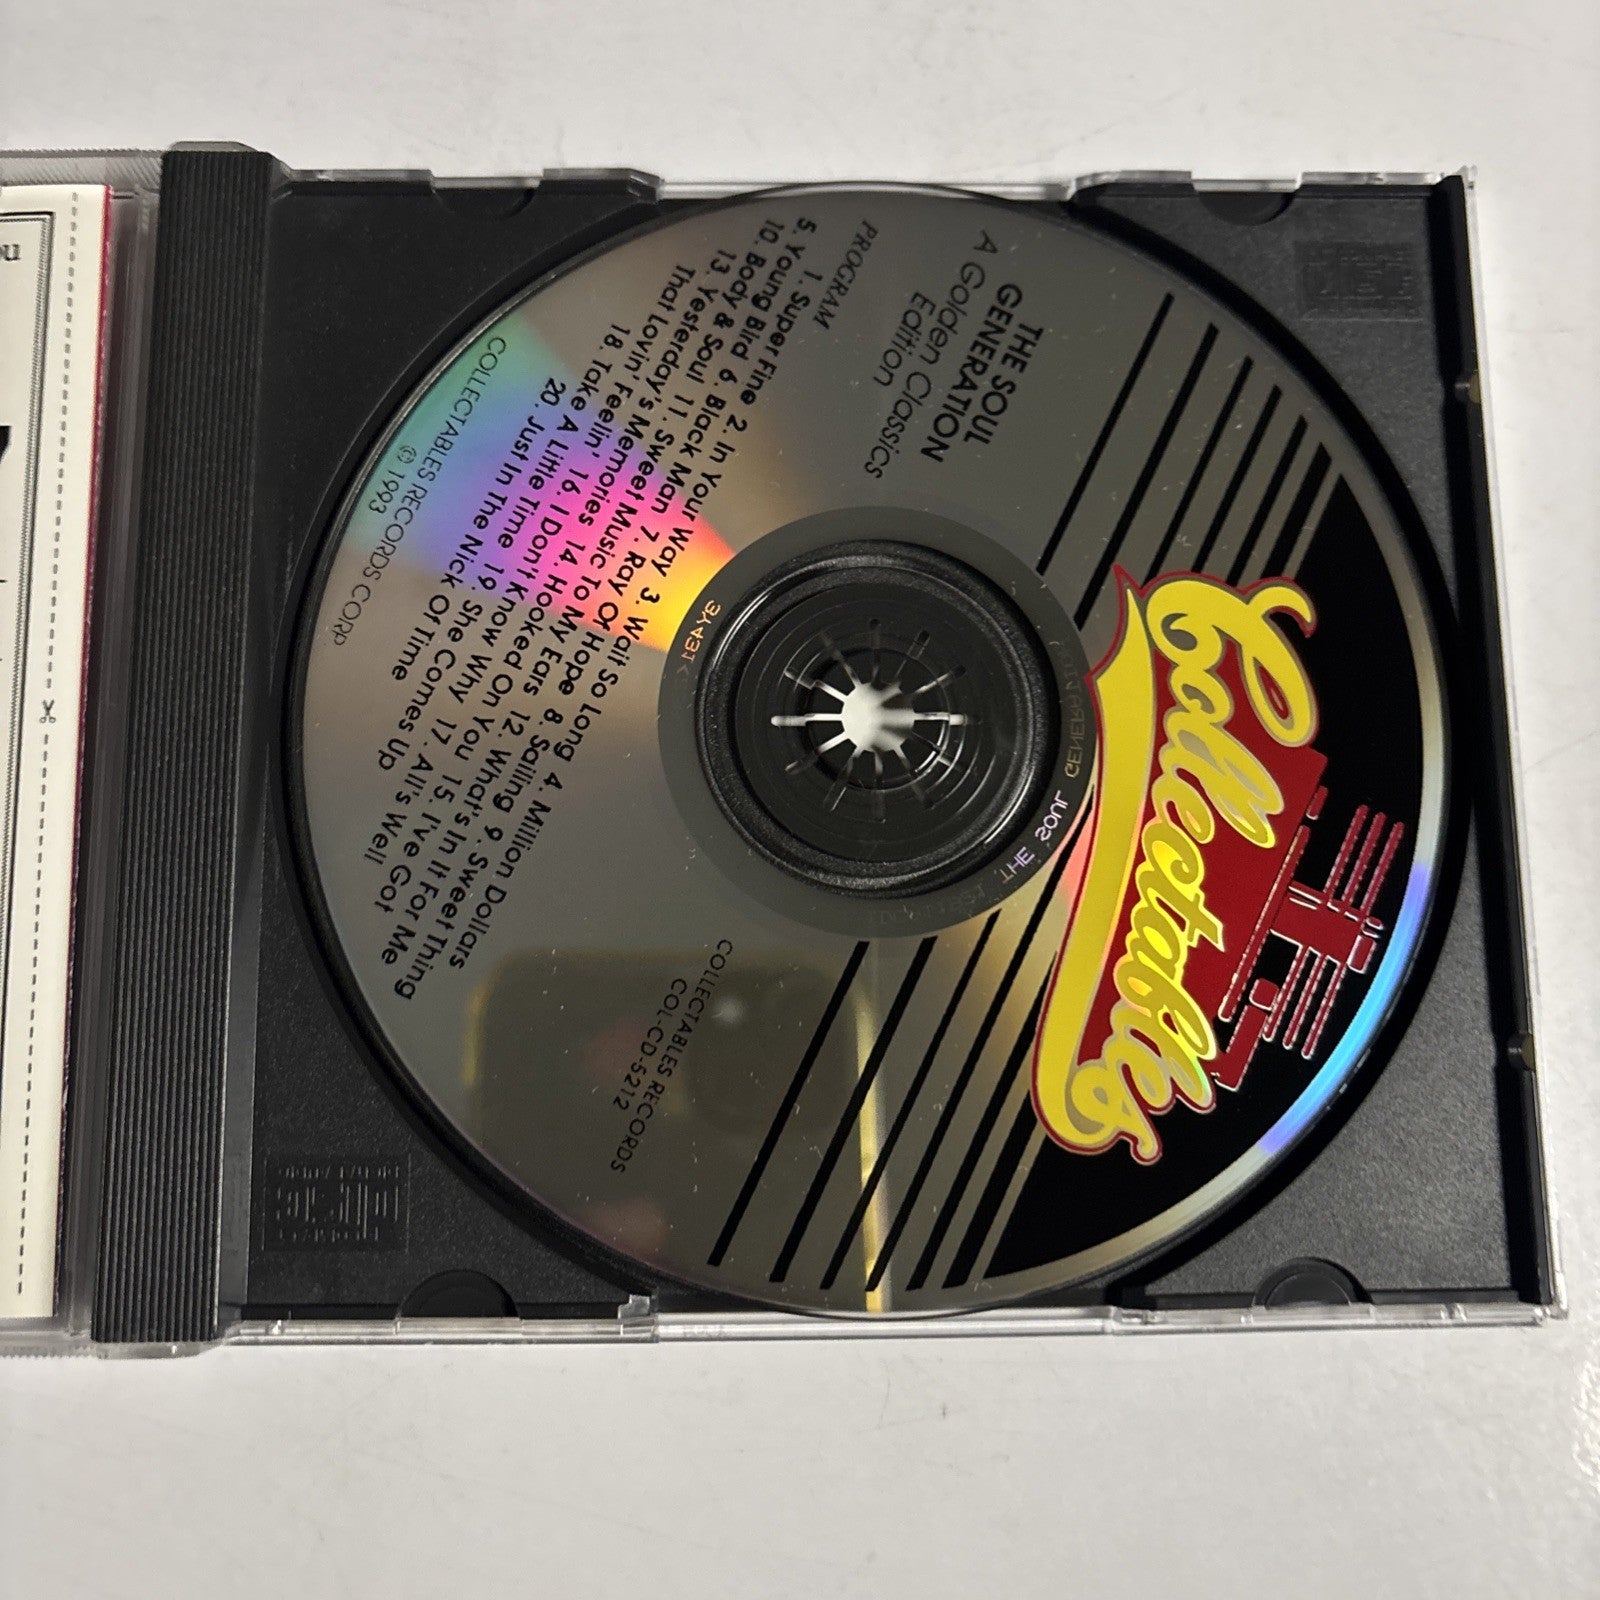 Collectables
THE SOUL
GENERATION
A Golden Classics
Edition
PROGRAM
1. Super Fine 2. In Your Way 3. Wait So Long 4. Million Dollars
5. Young Bird 6. Black Man 7. Ray Of Hope 8. Sailing 9. Sweet Thing
10. Body & Soul 11. Sweet Music To My Ears 12. What's In It For Me
13. Yesterday's Memories 14. Hooked On You 15. I've Got
That Lovin' Feelin' 16. I Don't Know Why 17. All's Well
18. Take A Little Time 19. She Comes Up
20. Just In The Nick Of Time
COLLECTABLES RECORDS
COL-CD-5212
COLLECTABLES RECORDS CORP
℗ 1993
THE SOUL GENERATION